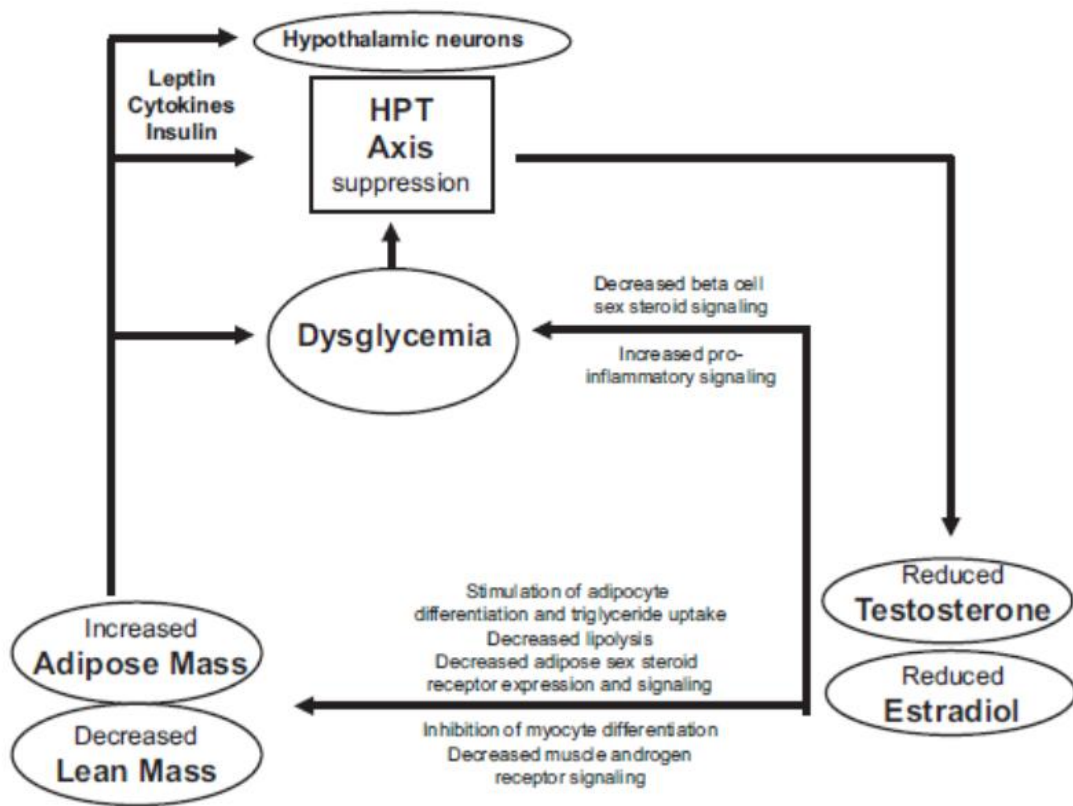 Hypothalamic neurons
Leptin
Cytokines
Insulin
HPT
Axis
suppression
Dysglycemia
Decreased beta cell
sex steroid signaling
Increased pro-
inflammatory signaling
Reduced
Testosterone
Reduced
Estradiol
Stimulation of adipocyte
differentiation and triglyceride uptake
Decreased lipolysis
Decreased adipose sex steroid
receptor expression and signaling
Inhibition of myocyte differentiation
Decreased muscle androgen
receptor signaling
Increased
Adipose Mass
Decreased
Lean Mass